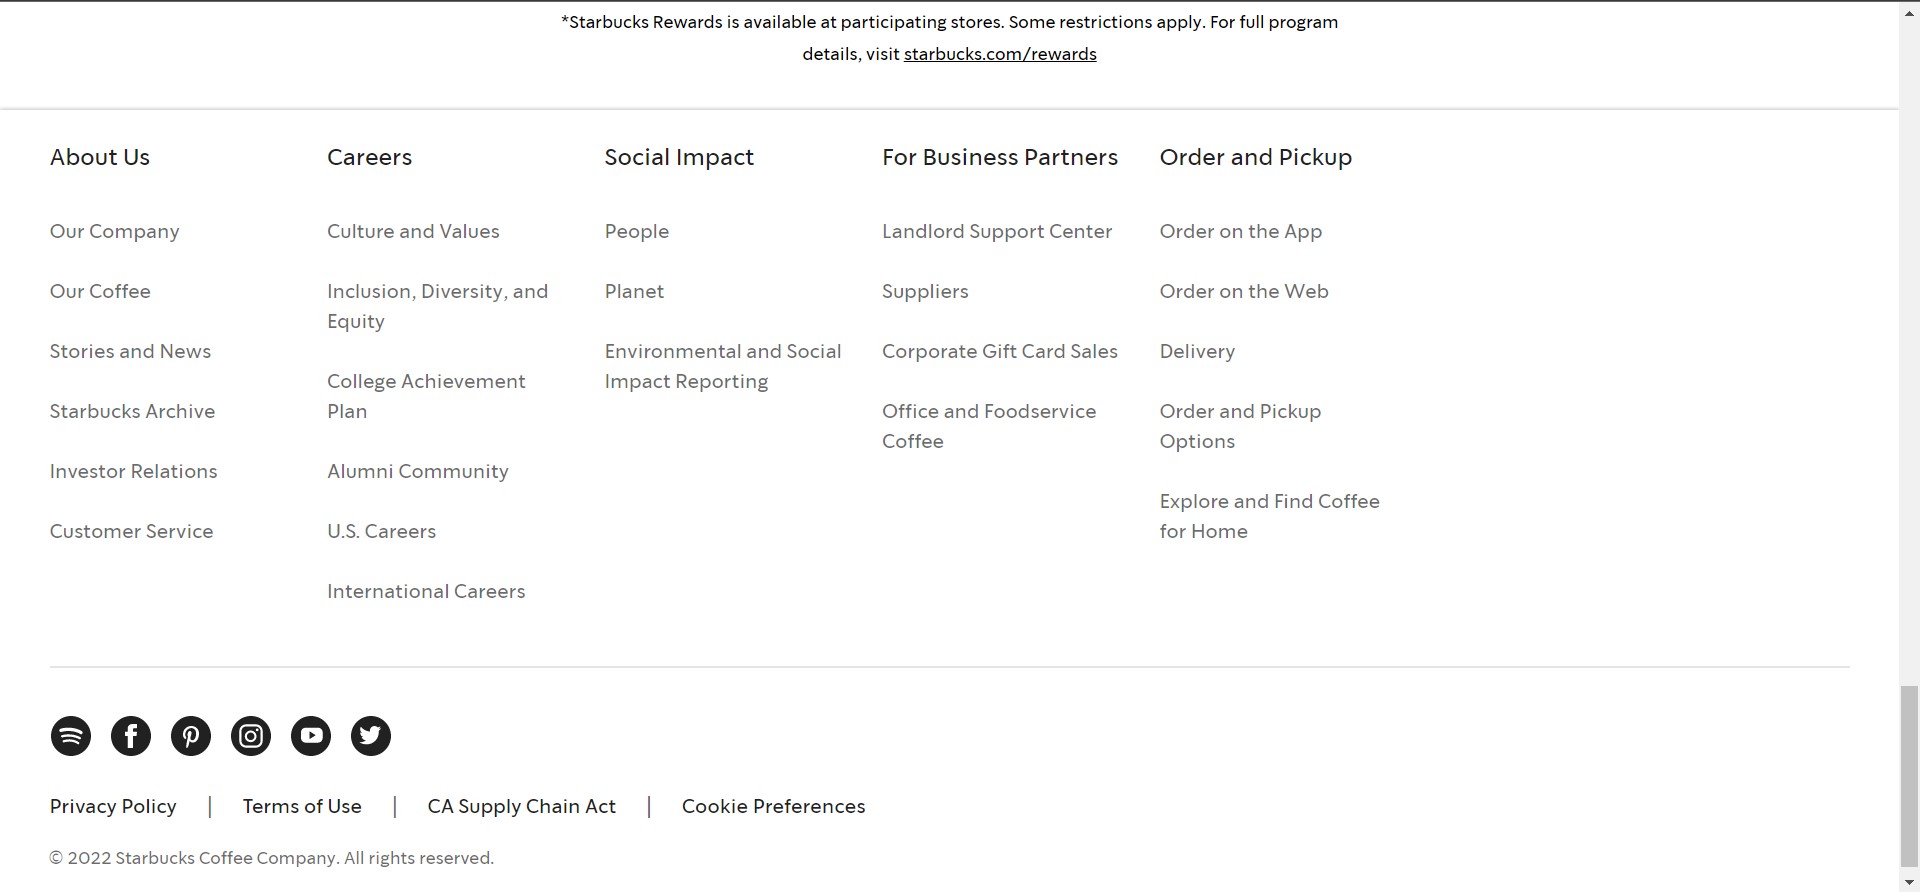 *Starbucks Rewards is available at participating stores. Some restrictions apply. For full program
details, visit starbucks.com/rewards
About Us
Our Company
Our Coffee
Stories and News
Starbucks Archive
Investor Relations
Customer Service
Careers
Culture and Values
Inclusion, Diversity, and
Equity
College Achievement
Plan
Alumni Community
U.S. Careers
International Careers
Social Impact
People
Planet
Environmental and Social
Impact Reporting
For Business Partners
Landlord Support Center
Suppliers
Corporate Gift Card Sales
Office and Foodservice
Coffee
Order and Pickup
Order on the App
Order on the Web
Delivery
Order and Pickup
Options
Explore and Find Coffee
for Home
Privacy Policy | Terms of Use | CA Supply Chain Act | Cookie Preferences
© 2022 Starbucks Coffee Company. All rights reserved.